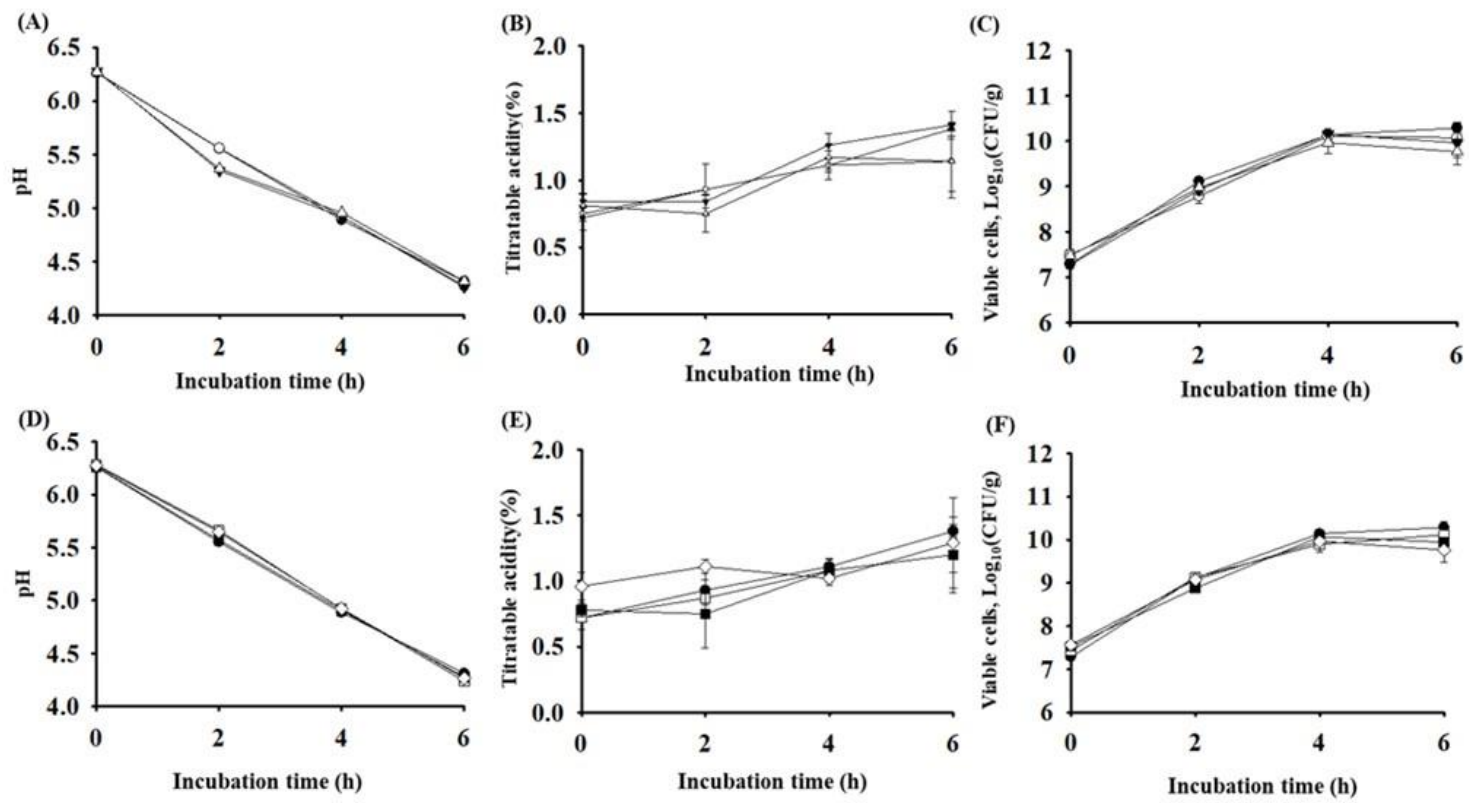 (A)
pH
6.5
6.0
5.5
5.0
4.5
4.0
0 2 4 6
Incubation time (h)
(B)
Titratable acidity(%)
2.0
1.5
1.0
0.5
0.0
0 2 4 6
Incubation time (h)
(C)
Viable cells, Log10(CFU/g)
12
11
10
9
8
7
6
0 2 4 6
Incubation time (h)
(D)
pH
6.5
6.0
5.5
5.0
4.5
4.0
0 2 4 6
Incubation time (h)
(E)
Titratable acidity(%)
2.0
1.5
1.0
0.5
0.0
0 2 4 6
Incubation time (h)
(F)
Viable cells, Log10(CFU/g)
12
11
10
9
8
7
6
0 2 4 6
Incubation time (h)